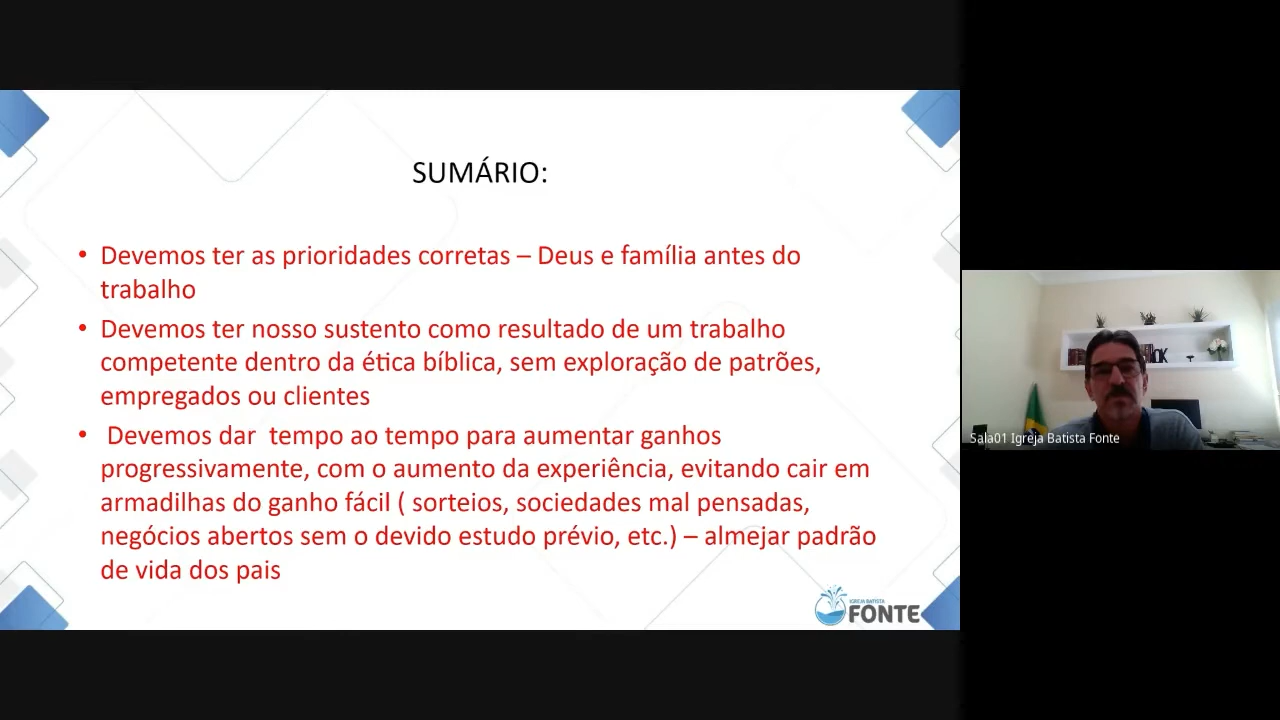 SUMÁRIO:
• Devemos ter as prioridades corretas – Deus e família antes do
trabalho
• Devemos ter nosso sustento como resultado de um trabalho
competente dentro da ética bíblica, sem exploração de patrões,
empregados ou clientes
• Devemos dar  tempo ao tempo para aumentar ganhos
progressivamente, com o aumento da experiência, evitando cair em
armadilhas do ganho fácil ( sorteios, sociedades mal pensadas,
negócios abertos sem o devido estudo prévio, etc.) – almejar padrão
de vida dos pais
IGREJA BATISTA
FONTE
Sala01 Igreja Batista Fonte